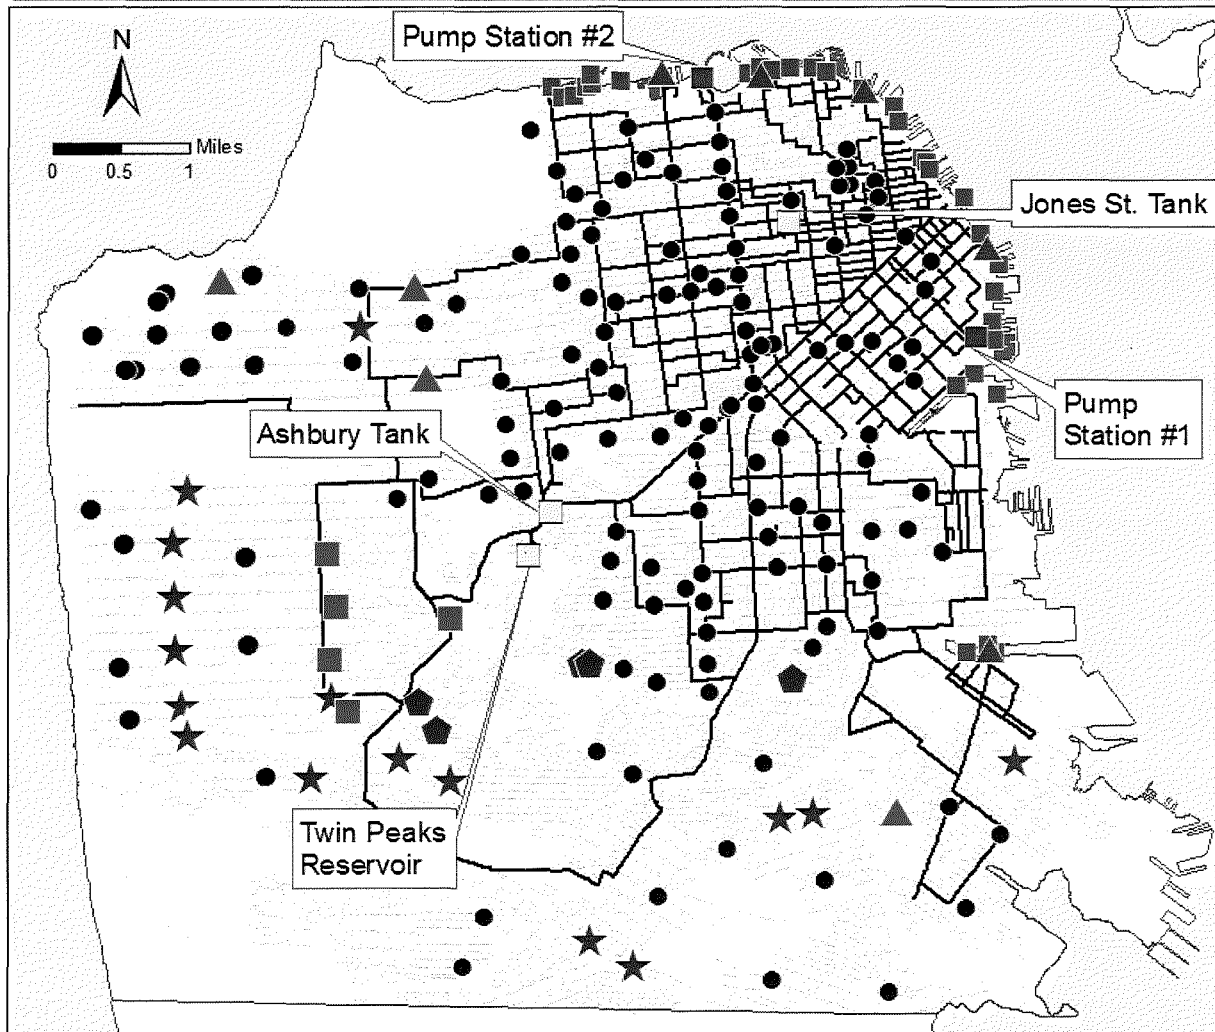 Pump Station #2
N
Miles
0 0.5 1
Jones St. Tank
Ashbury Tank
Pump
Station #1
Twin Peaks
Reservoir